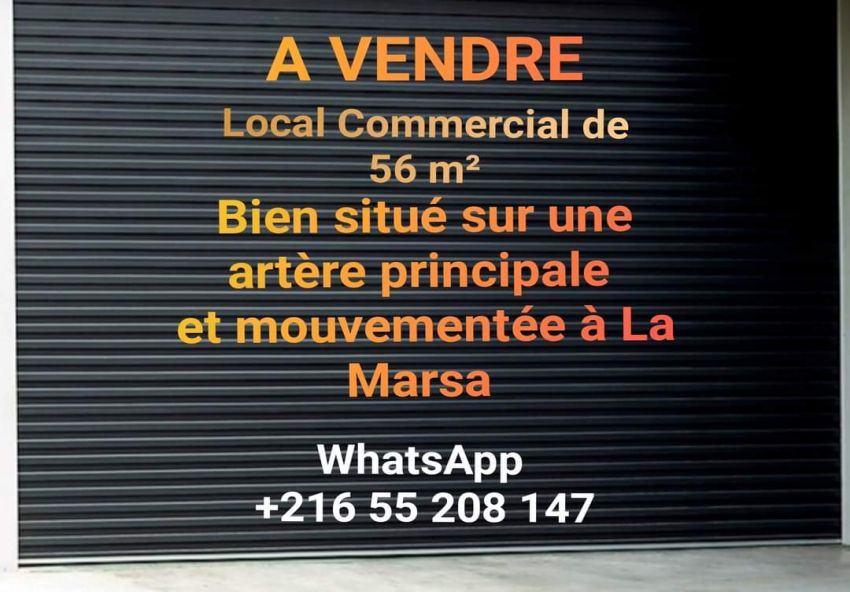 A VENDRE
Local Commercial de
56 m²
Bien situé sur une
artère principale
et mouvementée à La
Marsa
WhatsApp
+216 55 208 147